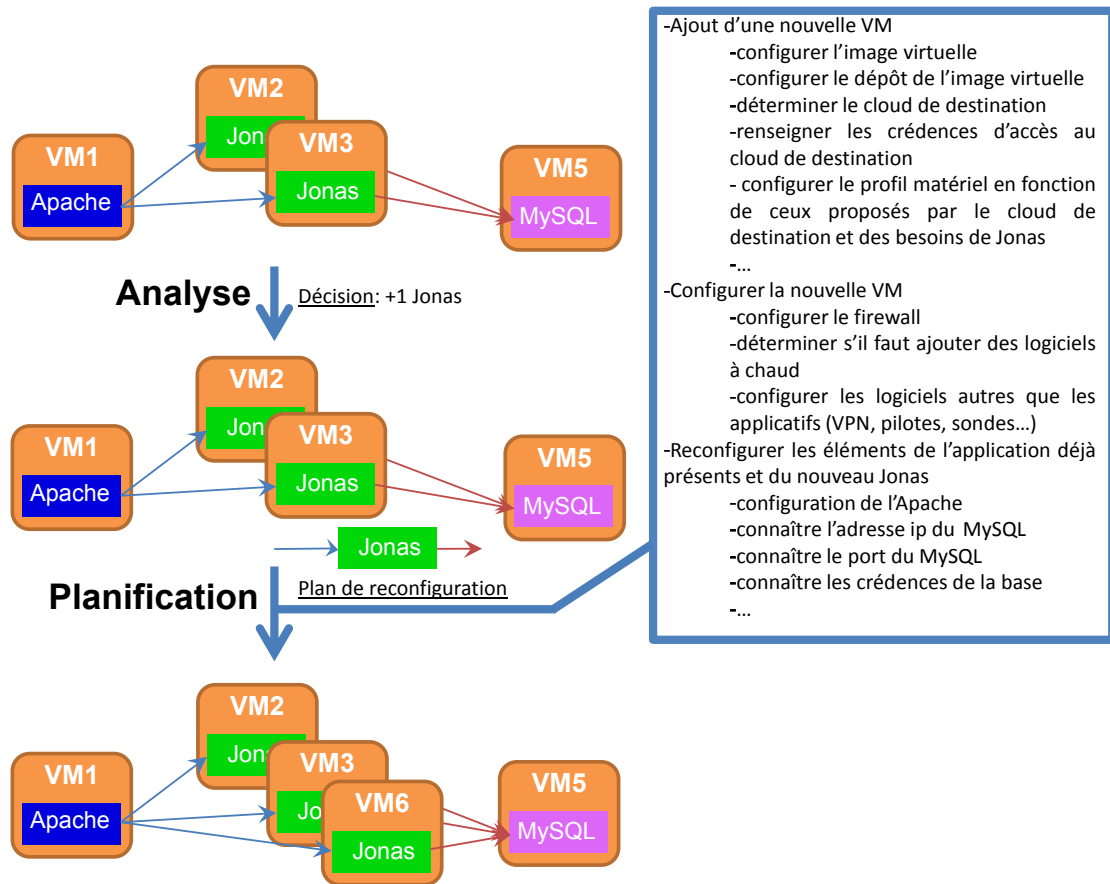 VM2
Jon
VM3
VM1
Jonas
VM5
Apache
MySQL
Analyse
Décision: +1 Jonas
VM2
Jon
VM3
VM1
Jonas
VM5
Apache
MySQL
Jonas
Planification
Plan de reconfiguration
VM2
Jonas
VM3
VM1
VM5
VM6
Apache
Jo
MySQL
Jonas
-Ajout d’une nouvelle VM
-configurer l’image virtuelle
-configurer le dépôt de l’image virtuelle
-déterminer le cloud de destination
-renseigner les crédences d’accès au
cloud de destination
- configurer le profil matériel en fonction
de ceux proposés par le cloud de
destination et des besoins de Jonas
-…
-Configurer la nouvelle VM
-configurer le firewall
-déterminer s’il faut ajouter des logiciels
à chaud
-configurer les logiciels autres que les
applicatifs (VPN, pilotes, sondes…)
-Reconfigurer les éléments de l’application déjà
présents et du nouveau Jonas
-configuration de l’Apache
-connaître l’adresse ip du MySQL
-connaître le port du MySQL
-connaître les crédences de la base
-…